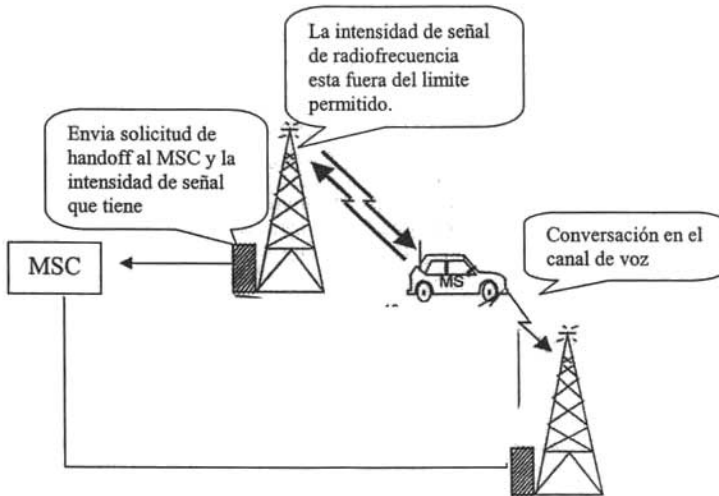 La intensidad de señal
de radiofrecuencia
esta fuera del limite
permitido.
Envia solicitud de
handoff al MSC y la
intensidad de señal
que tiene
MSC
MS
Conversación en el
canal de voz